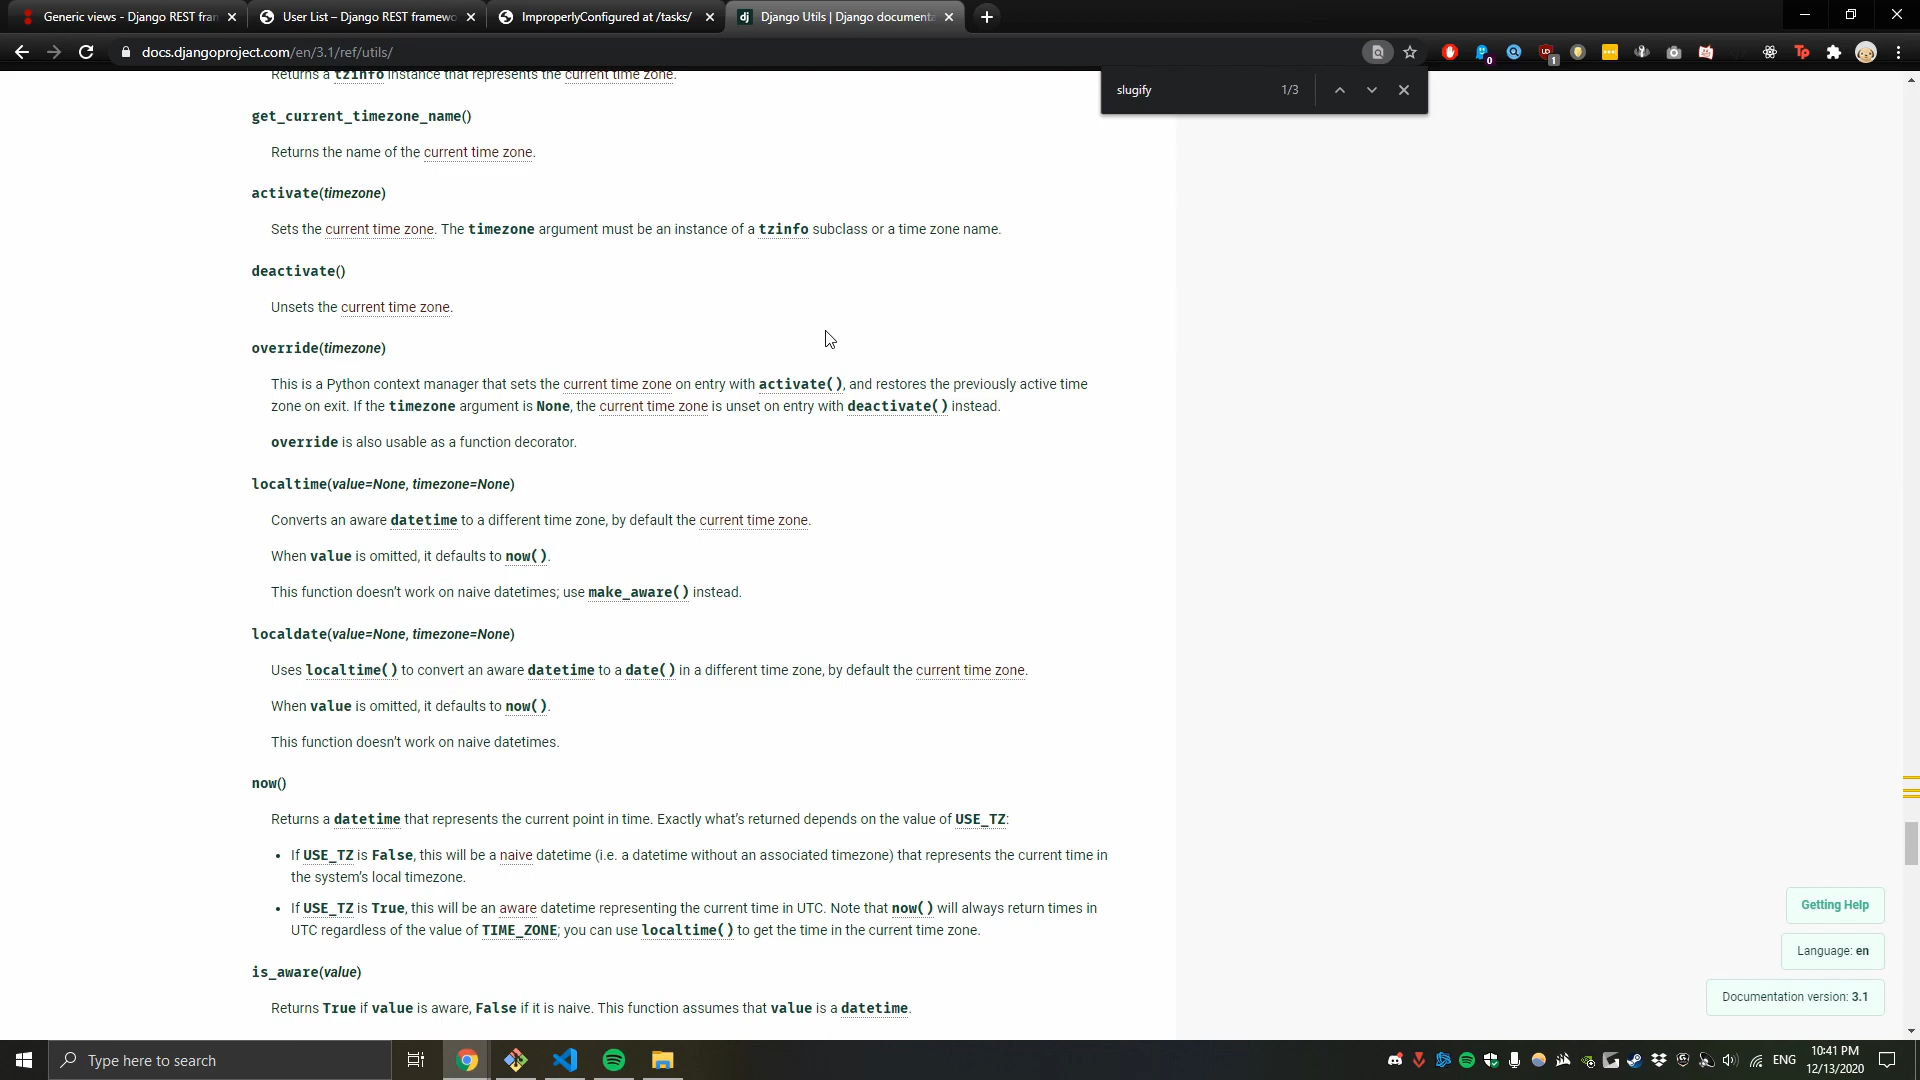 Generic views - Django REST fran
User List – Django REST framewo
ImproperlyConfigured at /tasks/
dj Django Utils | Django documenta
docs.djangoproject.com/en/3.1/ref/utils/
slugify 1/3
Returns a tzinfo instance that represents the current time zone.
get_current_timezone_name()
Returns the name of the current time zone.
activate(timezone)
Sets the current time zone. The timezone argument must be an instance of a tzinfo subclass or a time zone name.
deactivate()
Unsets the current time zone.
override(timezone)
This is a Python context manager that sets the current time zone on entry with activate(), and restores the previously active time
zone on exit. If the timezone argument is None, the current time zone is unset on entry with deactivate() instead.
override is also usable as a function decorator.
localtime(value=None, timezone=None)
Converts an aware datetime to a different time zone, by default the current time zone.
When value is omitted, it defaults to now().
This function doesn’t work on naive datetimes; use make_aware() instead.
localdate(value=None, timezone=None)
Uses localtime() to convert an aware datetime to a date() in a different time zone, by default the current time zone.
When value is omitted, it defaults to now().
This function doesn’t work on naive datetimes.
now()
Returns a datetime that represents the current point in time. Exactly what’s returned depends on the value of USE_TZ:
• If USE_TZ is False, this will be a naive datetime (i.e. a datetime without an associated timezone) that represents the current time in
the system’s local timezone.
• If USE_TZ is True, this will be an aware datetime representing the current time in UTC. Note that now() will always return times in
UTC regardless of the value of TIME_ZONE; you can use localtime() to get the time in the current time zone.
is_aware(value)
Returns True if value is aware, False if it is naive. This function assumes that value is a datetime.
Getting Help
Language: en
Documentation version: 3.1
Type here to search
ENG
10:41 PM
12/13/2020